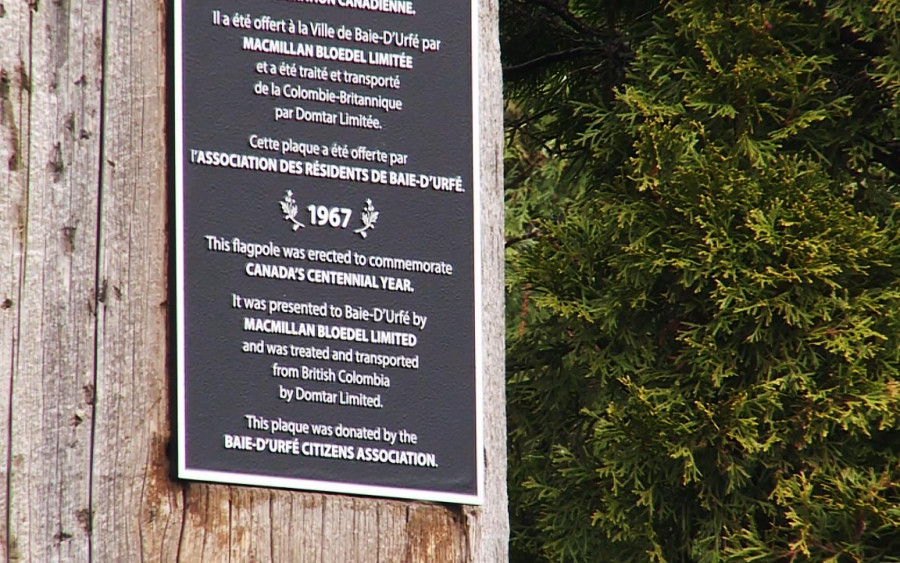 CANADIENNE.
Il a été offert à la Ville de Baie-D'Urfé par
MACMILLAN BLOEDEL LIMITÉE
et a été traité et transporté
de la Colombie-Britannique
par Domtar Limitée.
Cette plaque a été offerte par
l'ASSOCIATION DES RÉSIDENTS DE BAIE-D'URFÉ.
1967
This flagpole was erected to commemorate
CANADA'S CENTENNIAL YEAR.
It was presented to Baie-D'Urfé by
MACMILLAN BLOEDEL LIMITED
and was treated and transported
from British Colombia
by Domtar Limited.
This plaque was donated by the
BAIE-D'URFÉ CITIZENS ASSOCIATION.